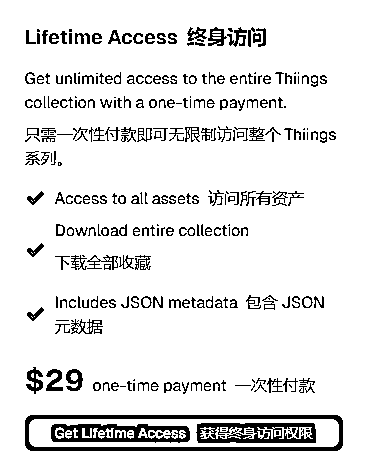 Lifetime Access 终身访问
Get unlimited access to the entire Thiings
collection with a one-time payment.
只需一次性付款即可无限制访问整个 Thiings
系列。
Access to all assets 访问所有资产
Download entire collection
下载全部收藏
Includes JSON metadata 包含 JSON
元数据
$29 one-time payment 一次性付款
Get Lifetime Access 获得终身访问权限